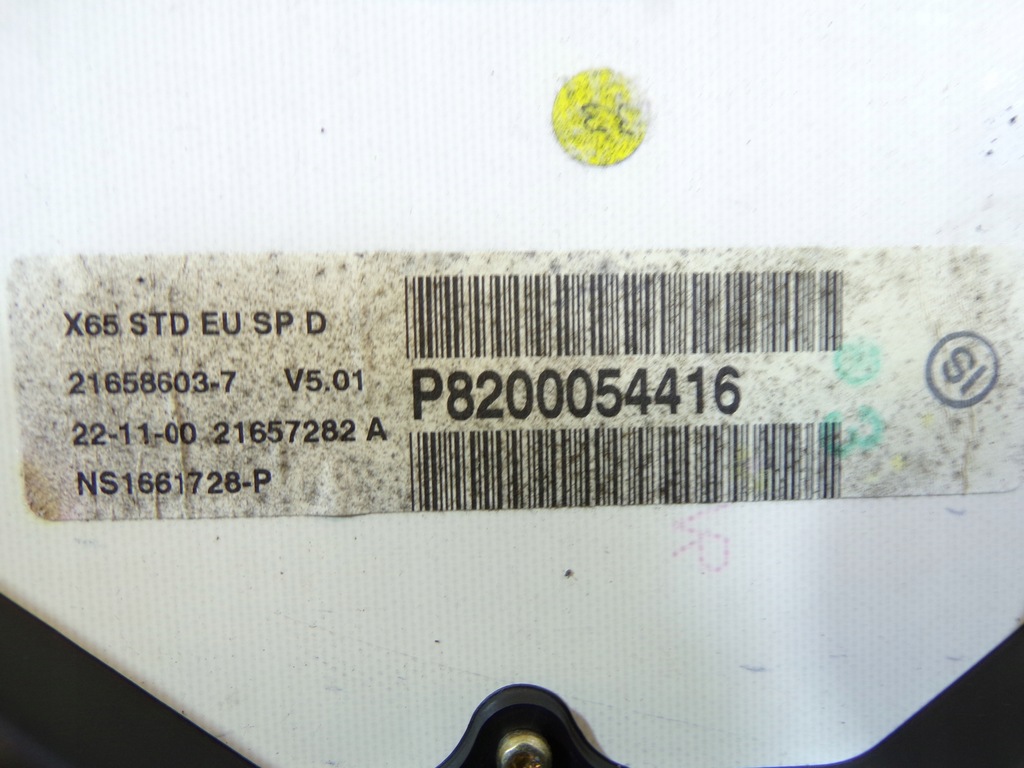 X65 STD EU SP D
21658603-7 V5.01
22-11-00 21657282 A
NS1661728-P
P8200054416